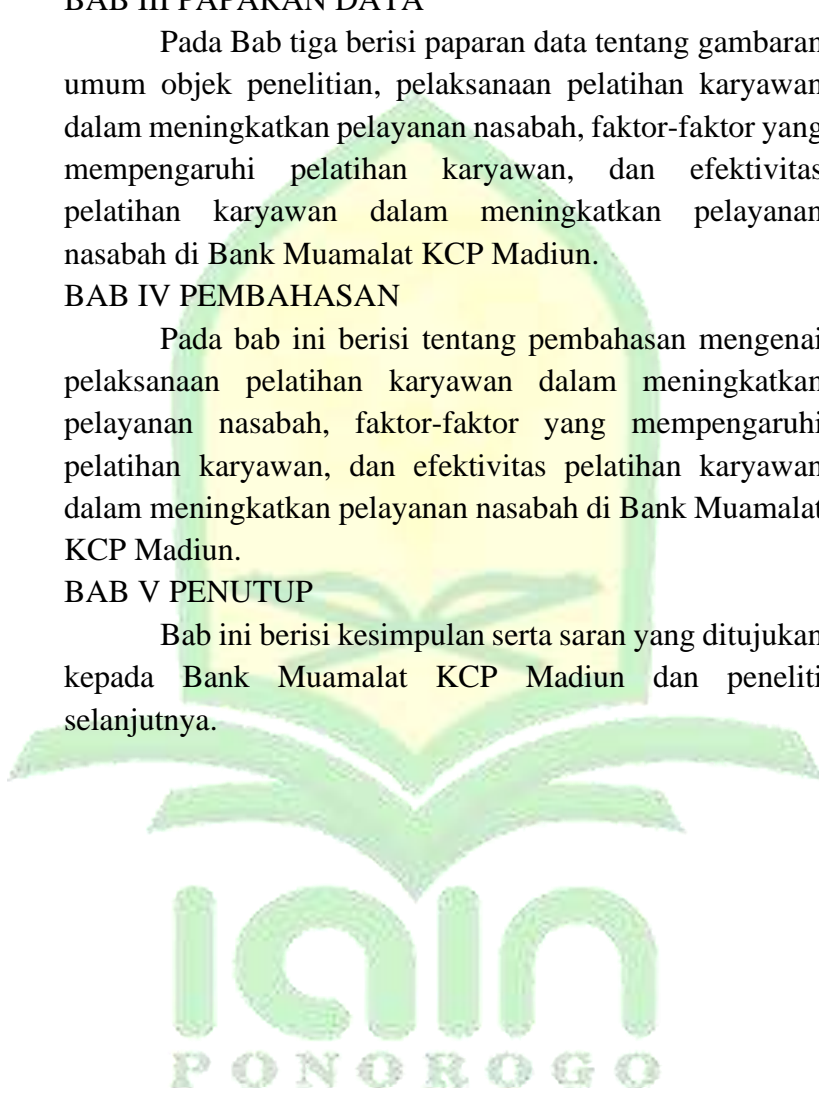 BAB III PAPARAN DATA
Pada Bab tiga berisi paparan data tentang gambaran
umum objek penelitian, pelaksanaan pelatihan karyawan
dalam meningkatkan pelayanan nasabah, faktor-faktor yang
mempengaruhi pelatihan karyawan, dan efektivitas
pelatihan karyawan dalam meningkatkan pelayanan
nasabah di Bank Muamalat KCP Madiun.
BAB IV PEMBAHASAN
Pada bab ini berisi tentang pembahasan mengenai
pelaksanaan pelatihan karyawan dalam meningkatkan
pelayanan nasabah, faktor-faktor yang mempengaruhi
pelatihan karyawan, dan efektivitas pelatihan karyawan
dalam meningkatkan pelayanan nasabah di Bank Muamalat
KCP Madiun.
BAB V PENUTUP
Bab ini berisi kesimpulan serta saran yang ditujukan
kepada Bank Muamalat KCP Madiun dan peneliti
selanjutnya.
iain
PONOROGO